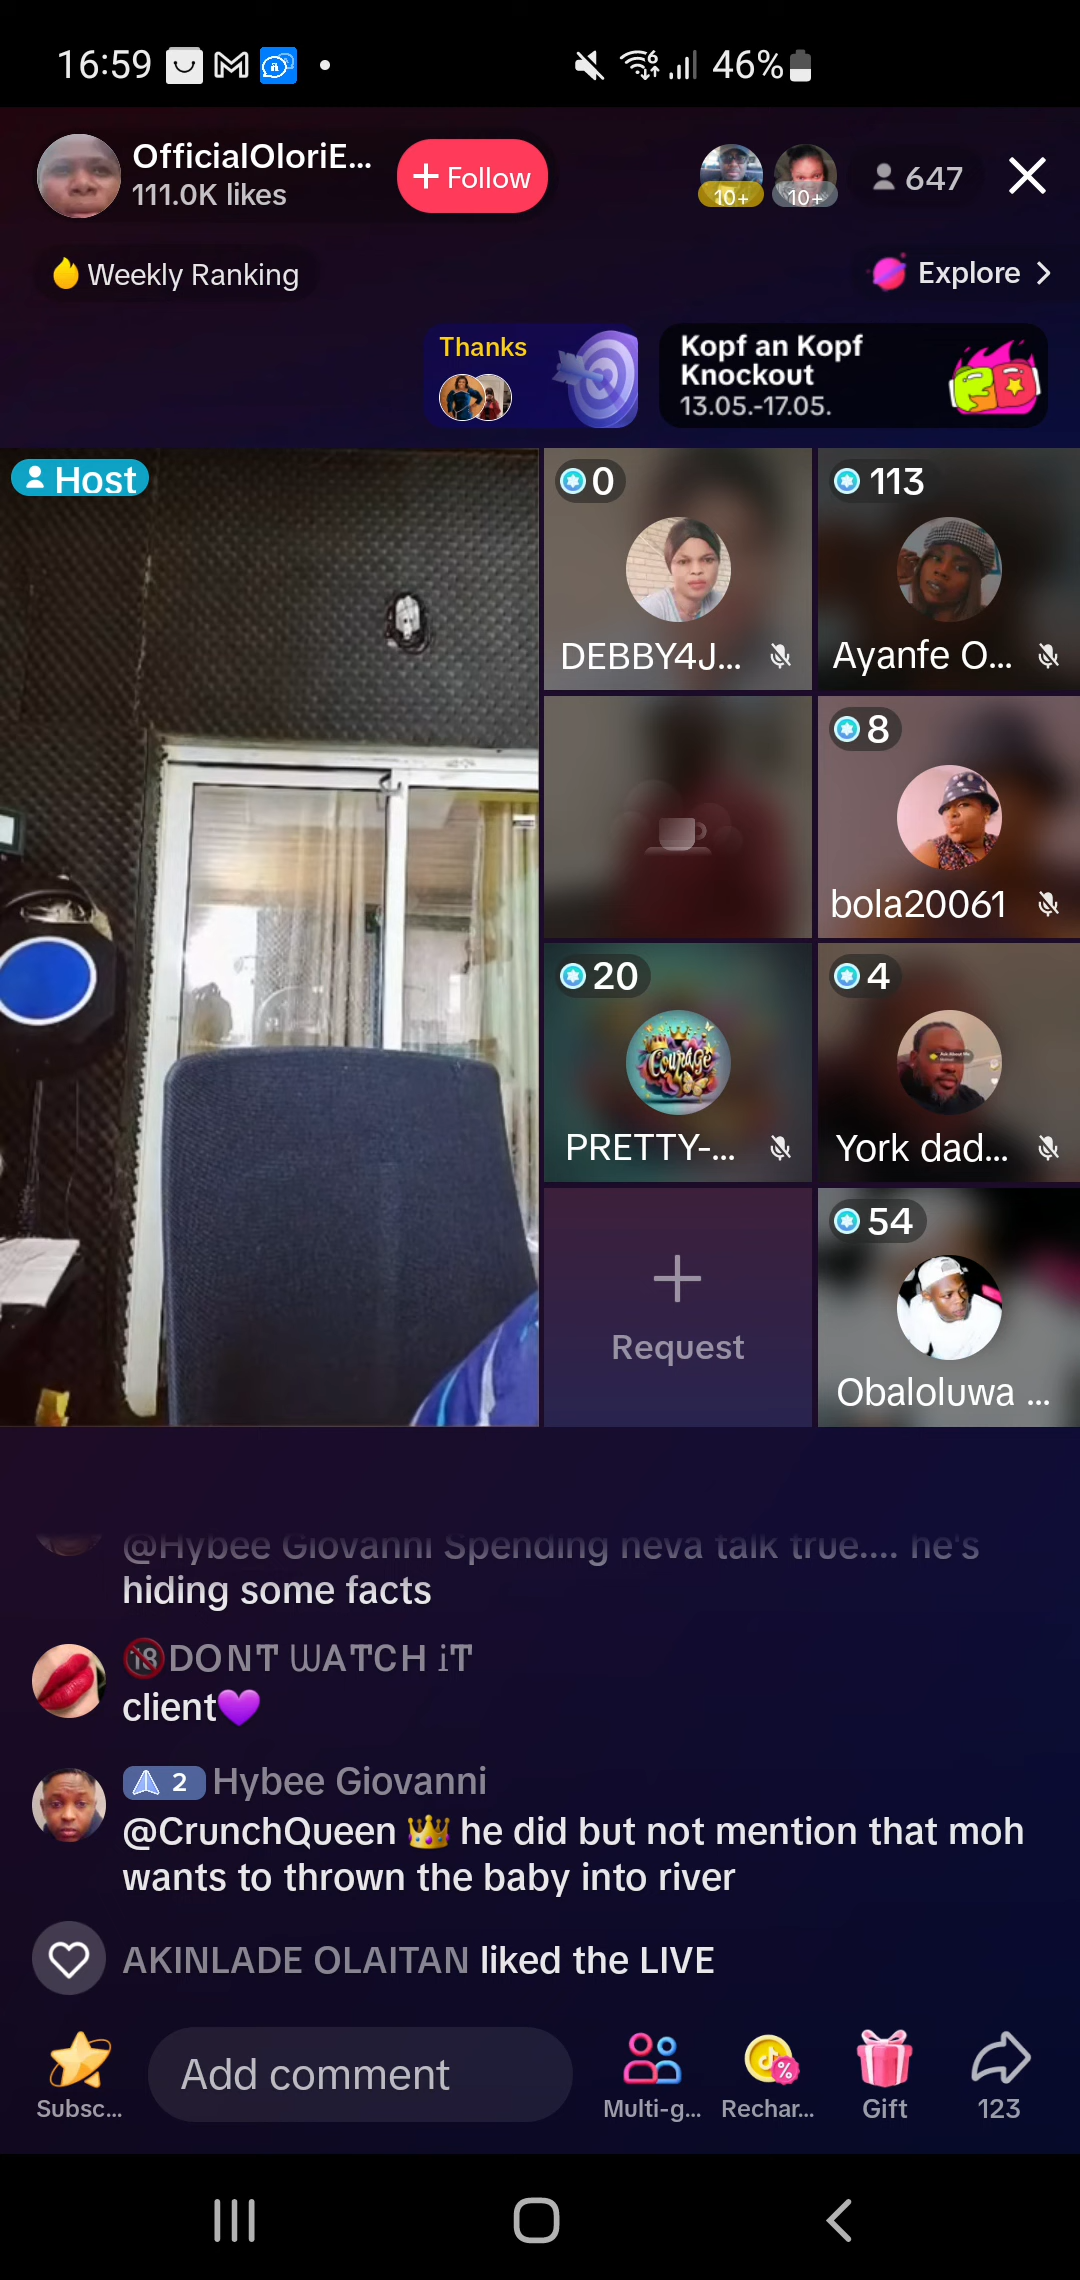 16:59
46%
OfficialOloriE...
111.0K likes
+ Follow
10+
10+
647
Weekly Ranking
Explore
Thanks
Kopf an Kopf
Knockout
13.05.-17.05.
Host
0
DEBBY4J...
113
Ayanfe O...
8
bola20061
20
Courage
PRETTY-...
4
York dad...
Request
54
Obaloluwa ...
@Hybee Giovanni Spending neva talk true.... he's
hiding some facts
🔞DON'T WATCH iT
client💜
2 Hybee Giovanni
@CrunchQueen 👑 he did but not mention that moh
wants to thrown the baby into river
AKINLADE OLAITAN liked the LIVE
Subsc...
Add comment
Multi-g...
Rechar...
Gift
123